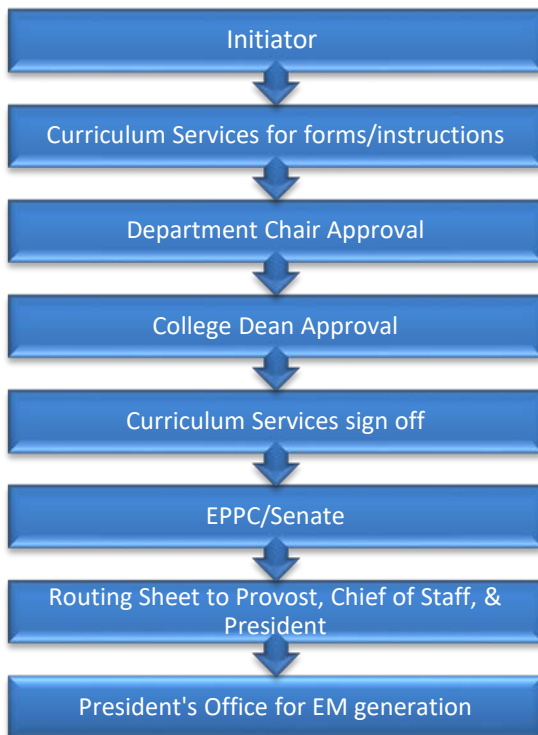 Initiator
Curriculum Services for forms/instructions
Department Chair Approval
College Dean Approval
Curriculum Services sign off
EPPC/Senate
Routing Sheet to Provost, Chief of Staff, &
President
President's Office for EM generation